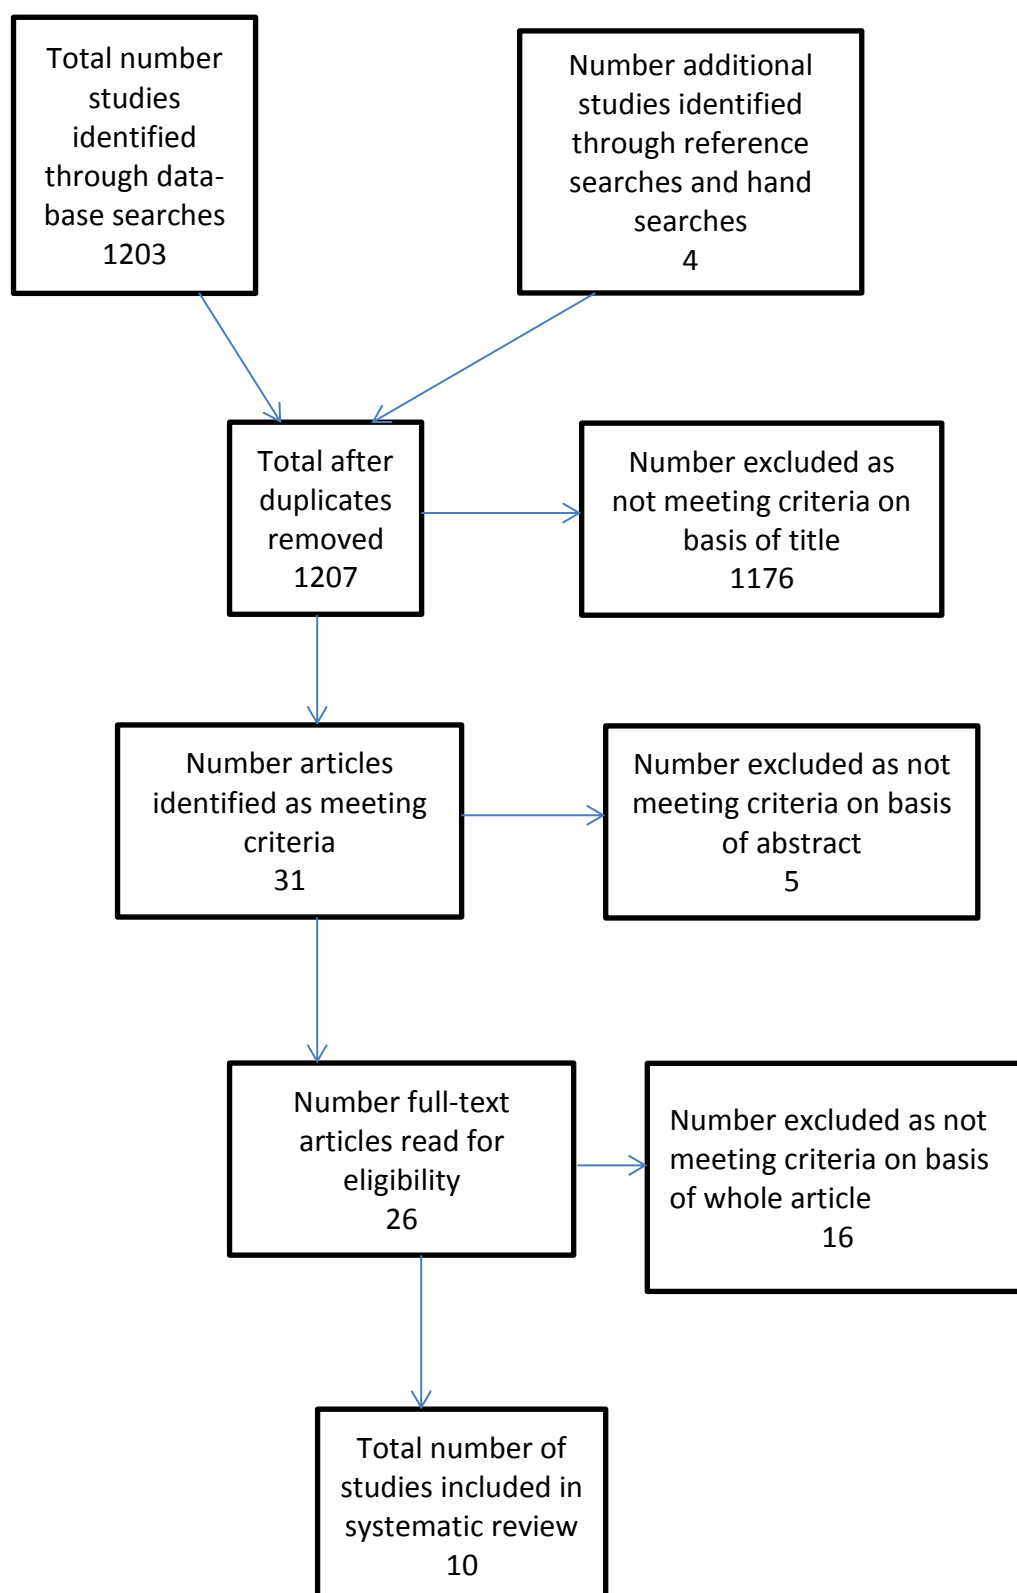 Total number
studies
identified
through data-
base searches
1203
Number additional
studies identified
through reference
searches and hand
searches
4
Total after
duplicates
removed
1207
Number excluded as
not meeting criteria on
basis of title
1176
Number articles
identified as meeting
criteria
31
Number excluded as not
meeting criteria on basis
of abstract
5
Number full-text
articles read for
eligibility
26
Number excluded as not
meeting criteria on basis
of whole article
16
Total number of
studies included in
systematic review
10